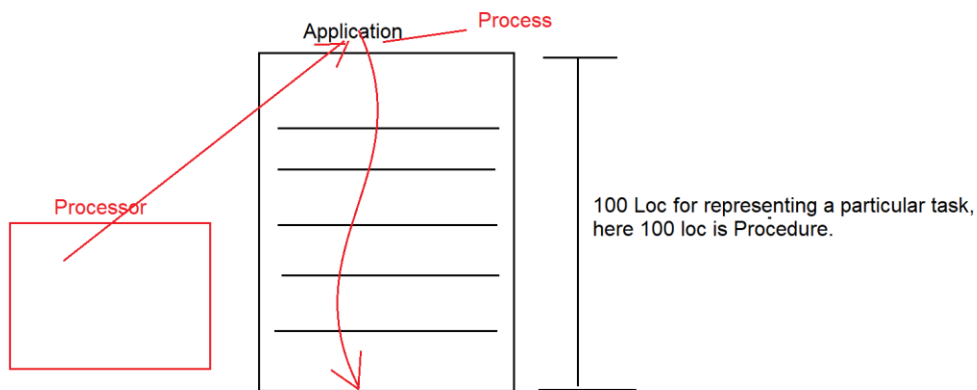 Process
Application
Processor
100 Loc for representing a particular task,
here 100 loc is Procedure.